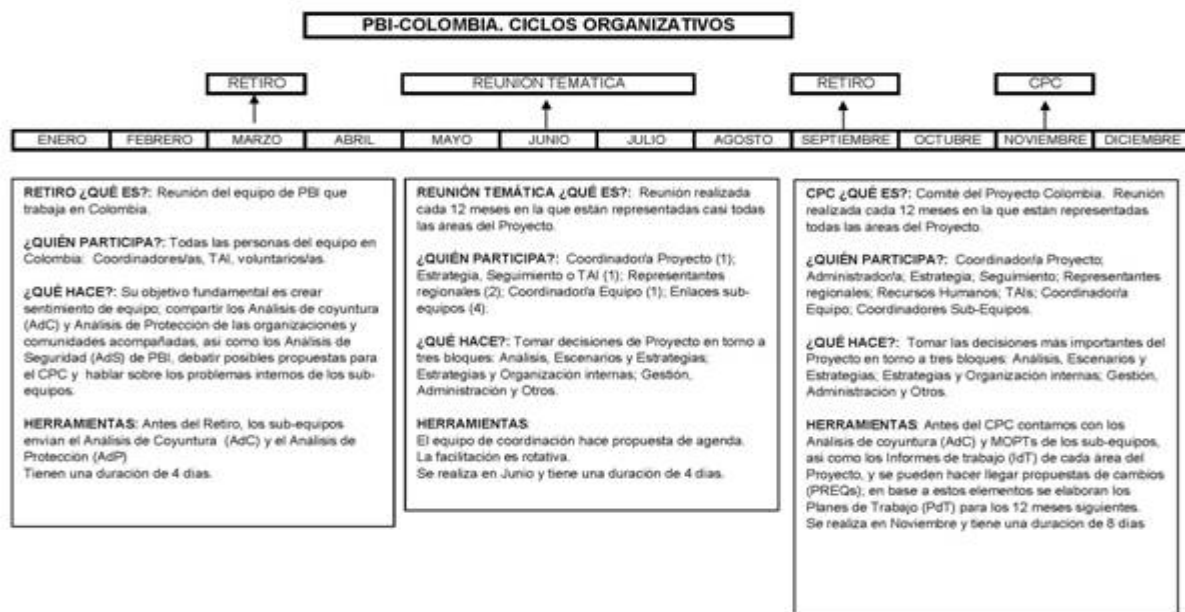 PBI-COLOMBIA. CICLOS ORGANIZATIVOS
RETIRO
REUNION TEMÁTICA
RETIRO
CPC
ENERO
FEBRERO
MARZO
ABRIL
MAYO
JUNIO
JULIO
AGOSTO
SEPTIEMBRE
OCTUBRE
NOVIEMBRE
DICIEMBRE
RETIRO ¿QUÉ ES?: Reunión del equipo de PBI que
trabaja en Colombia.
¿QUIÉN PARTICIPA?: Todas las personas del equipo en
Colombia: Coordinadores/as, TAI, voluntarios/as.
¿QUÉ HACE?: Su objetivo fundamental es crear
sentimiento de equipo, compartir los Análisis de coyuntura
(AdC) y Análisis de Protección de las organizaciones y
comunidades acompañadas, asi como los Análisis de
Seguridad (AdS) de PBI, debatir posibles propuestas para
el CPC y hablar sobre los problemas internos de los sub-
equipos.
HERRAMIENTAS: Antes del Retiro, los sub-equipos
envian el Análisis de Coyuntura (AdC) y el Análisis de
Protección (AdP)
Tienen una duración de 4 dias.
REUNIÓN TEMÁTICA ¿QUÉ ES?: Reunión realizada
cada 12 meses en la que están representadas casi todas
las areas del Proyecto.
¿QUIÉN PARTICIPA?: Coordinador/a Proyecto (1);
Estrategia, Seguimiento o TAI (1); Representantes
regionales (2); Coordinador/a Equipo (1); Enlaces sub-
equipos (4).
¿QUÉ HACE?: Tomar decisiones de Proyecto en torno a
tres bloques: Análisis, Escenarios y Estrategias;
Estrategias y Organización internas; Gestión,
Administración y Otros.
HERRAMIENTAS
El equipo de coordinación hace propuesta de agenda.
La facilitación es rotativa.
Se realiza en Junio y tiene una duración de 4 dias.
CPC ¿QUÉ ES?: Comité del Proyecto Colombia. Reunión
realizada cada 12 meses en la que están representadas
todas las areas del Proyecto.
¿QUIÉN PARTICIPA?: Coordinador/a Proyecto;
Administrador/a; Estrategia; Seguimiento; Representantes
regionales; Recursos Humanos; TAIs; Coordinador/a
Equipo; Coordinadores Sub-Equipos.
¿QUÉ HACE?: Tomar las decisiones más importantes del
Proyecto en torno a tres bloques: Análisis, Escenarios y
Estrategias; Estrategias y Organización internas; Gestión,
Administración y Otros.
HERRAMIENTAS: Antes del CPC contamos con los
Análisis de coyuntura (AdC) y MOPTs de los sub-equipos,
asi como los Informes de trabajo (IdT) de cada área del
Proyecto, y se pueden hacer llegar propuestas de cambios
(PREQs); en base a estos elementos se elaboran los
Planes de Trabajo (PdT) para los 12 meses siguientes.
Se realiza en Noviembre y tiene una duración de 8 dias